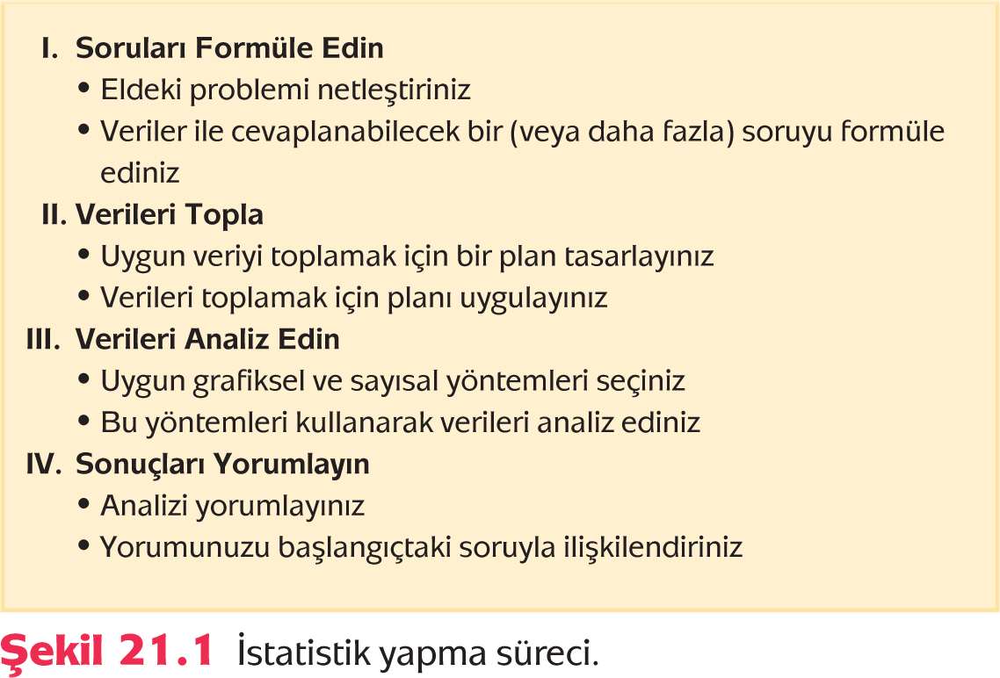 I. Soruları Formüle Edin
• Eldeki problemi netleştiriniz
• Veriler ile cevaplanabilecek bir (veya daha fazla) soruyu formüle
ediniz
II. Verileri Topla
• Uygun veriyi toplamak için bir plan tasarlayınız
• Verileri toplamak için planı uygulayınız
III. Verileri Analiz Edin
• Uygun grafiksel ve sayısal yöntemleri seçiniz
• Bu yöntemleri kullanarak verileri analiz ediniz
IV. Sonuçları Yorumlayın
• Analizi yorumlayınız
• Yorumunuzu başlangıçtaki soruyla ilişkilendiriniz
Şekil 21.1 İstatistik yapma süreci.